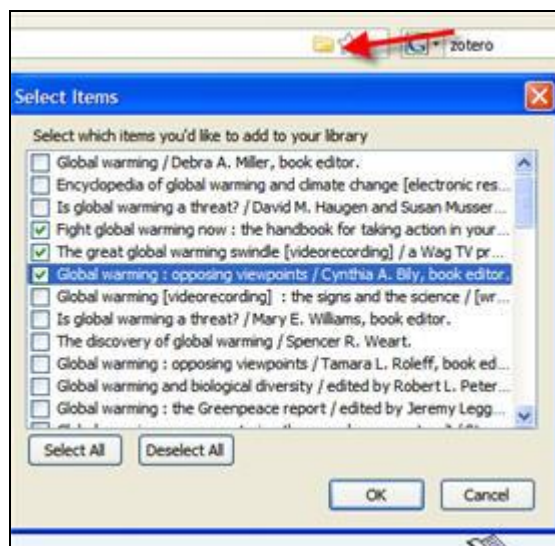 G zotero
Select Items
Select which items you'd like to add to your library
Global warming / Debra A. Miller, book editor.
Encyclopedia of global warming and climate change [electronic res...
Is global warming a threat? / David M. Haugen and Susan Musser...
Fight global warming now : the handbook for taking action in your...
The great global warming swindle [videorecording] / a Wag TV pr...
Global warming : opposing viewpoints / Cynthia A. Bily, book editor.
Global warming [videorecording] : the signs and the science / [wr...
Is global warming a threat? / Mary E. Williams, book editor.
The discovery of global warming / Spencer R. Weart.
Global warming : opposing viewpoints / Tamara L. Roleff, book ed...
Global warming and biological diversity / edited by Robert L. Peter...
Global warming : the Greenpeace report / edited by Jeremy Legg...
Select All Deselect All
OK Cancel